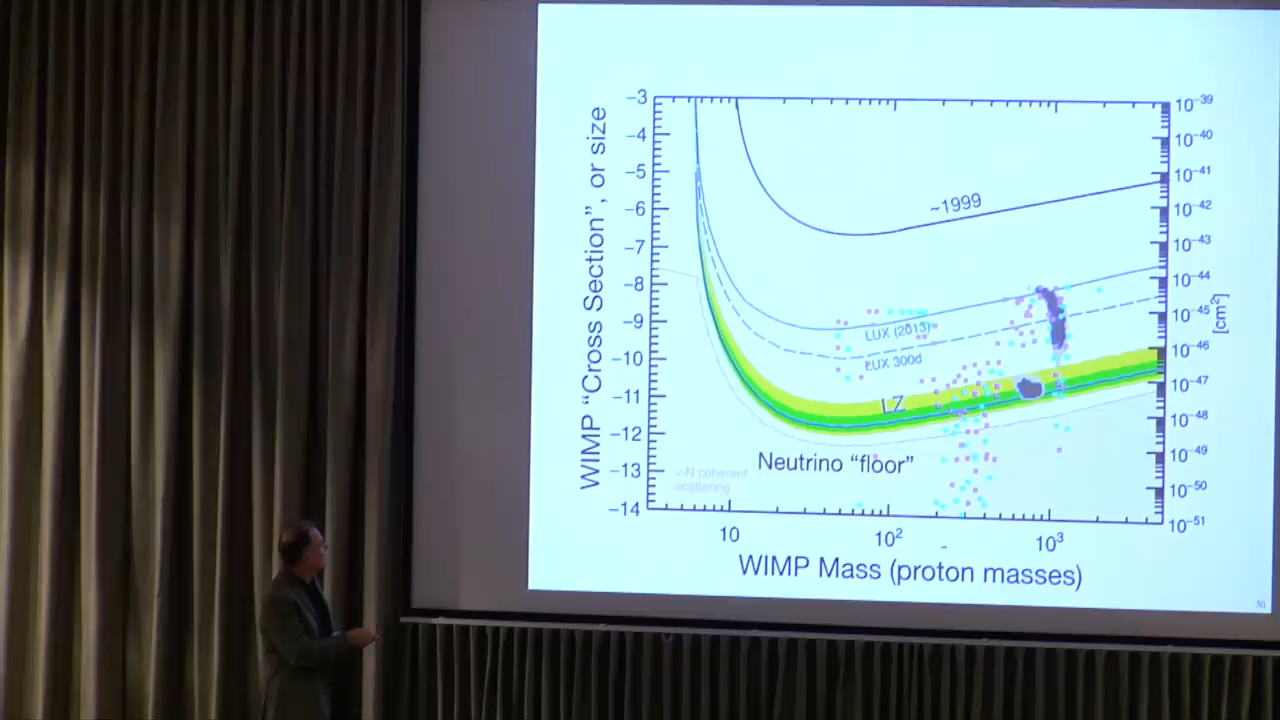 WIMP “Cross Section”, or size
−3
−4
−5
−6
−7
−8
−9
−10
−11
−12
−13
−14
~1999
LUX (2013)
LUX 300d
LZ
Neutrino “floor”
ν-N coherent
scattering
10⁻³⁹
10⁻⁴⁰
10⁻⁴¹
10⁻⁴²
10⁻⁴³
10⁻⁴⁴
10⁻⁴⁵
10⁻⁴⁶
10⁻⁴⁷
10⁻⁴⁸
10⁻⁴⁹
10⁻⁵⁰
10⁻⁵¹
[cm²]
10 10² 10³
WIMP Mass (proton masses)